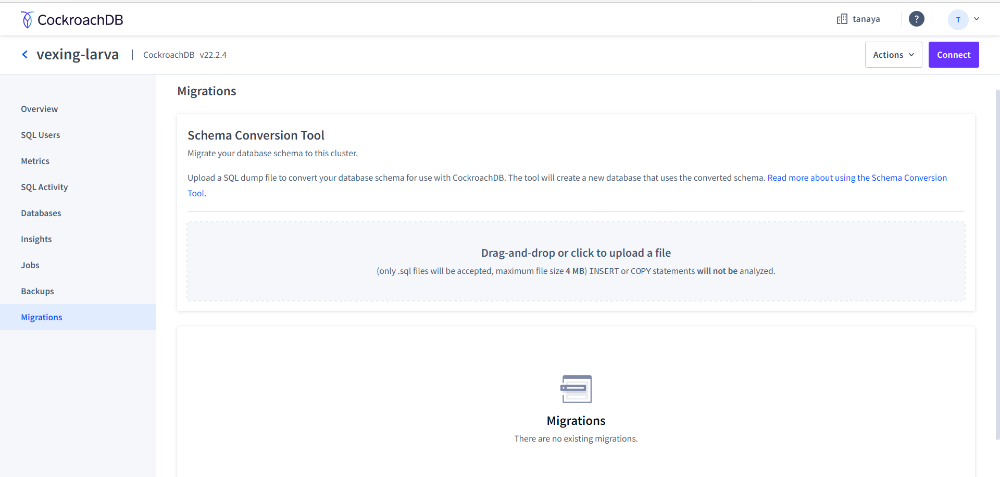 CockroachDB
tanaya
?
T
vexing-larva
CockroachDB v22.2.4
Actions
Connect
Overview
SQL Users
Metrics
SQL Activity
Databases
Insights
Jobs
Backups
Migrations
Migrations
Schema Conversion Tool
Migrate your database schema to this cluster.
Upload a SQL dump file to convert your database schema for use with CockroachDB. The tool will create a new database that uses the converted schema. Read more about using the Schema Conversion
Tool.
Drag-and-drop or click to upload a file
(only .sql files will be accepted, maximum file size 4 MB) INSERT or COPY statements will not be analyzed.
Migrations
There are no existing migrations.